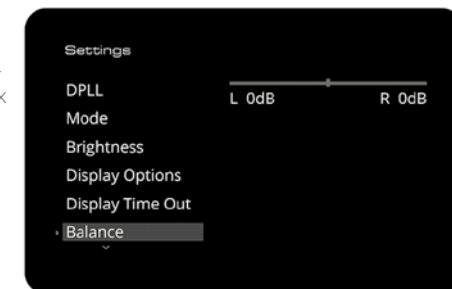 Settings
DPLL
L 0dB R 0dB
Mode
Brightness
Display Options
Display Time Out
Balance